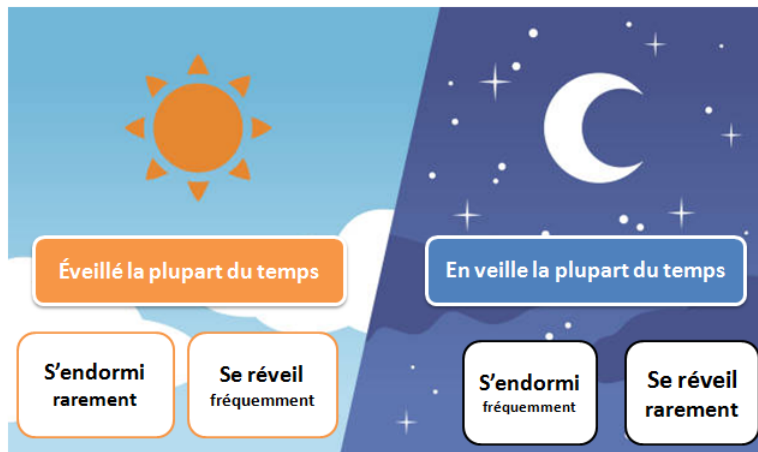 Éveillé la plupart du temps
En veille la plupart du temps
S'endormi
rarement
Se réveil
fréquemment
S'endormi
fréquemment
Se réveil
rarement